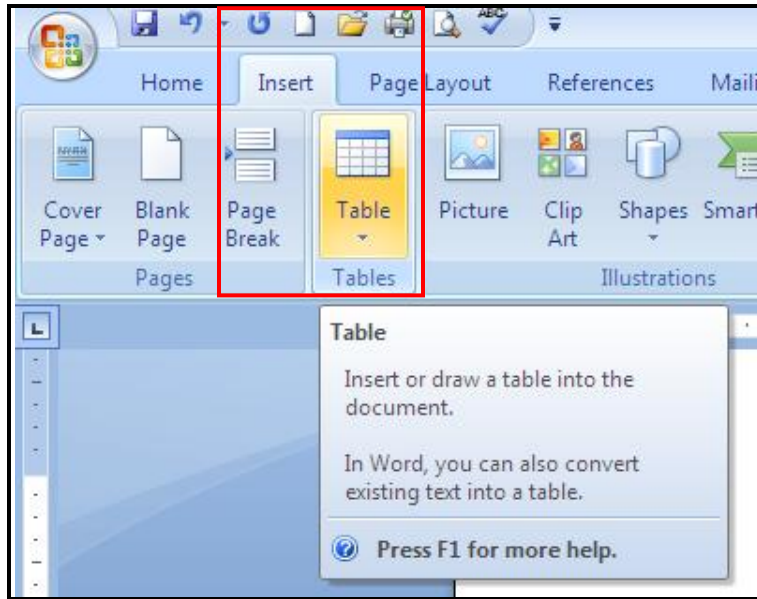 ABC
Home Insert Page Layout References Maili
Cover Page Blank Page Page Break Table Picture Clip Art Shapes Smart
Pages Tables Illustrations
L
Table
Insert or draw a table into the
document.
In Word, you can also convert
existing text into a table.
Press F1 for more help.